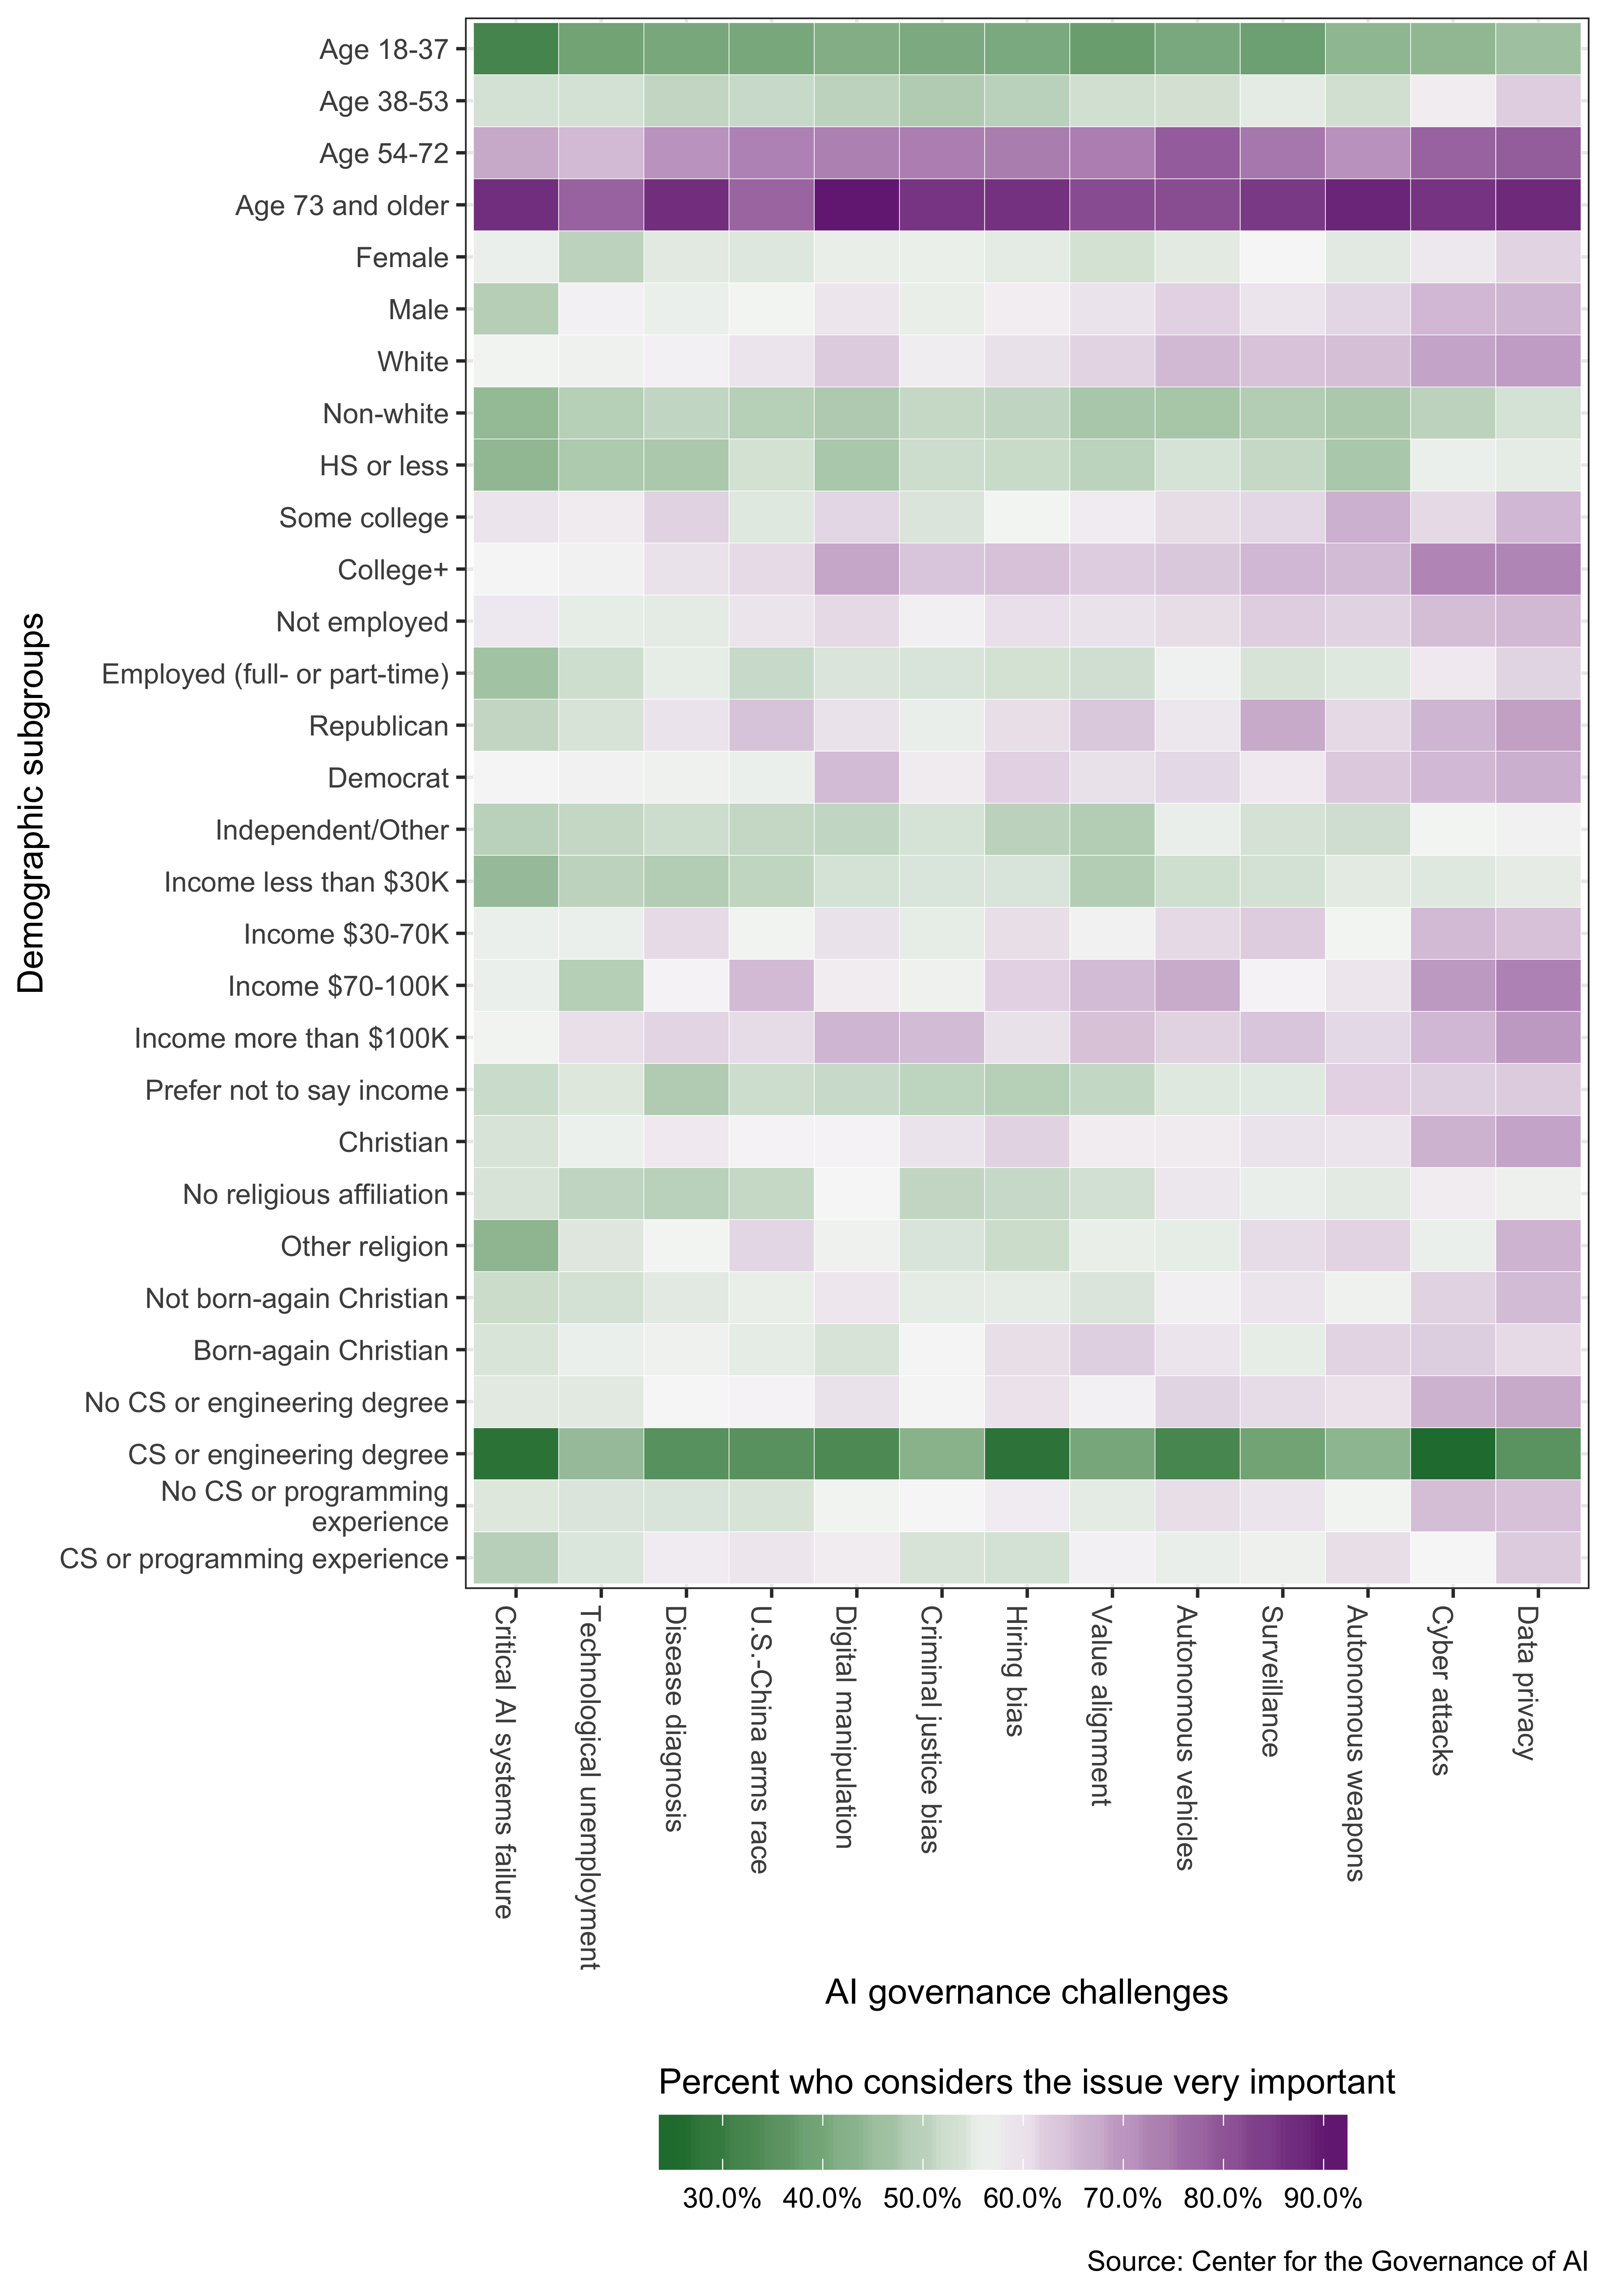 Demographic subgroups
Age 18-37
Age 38-53
Age 54-72
Age 73 and older
Female
Male
White
Non-white
HS or less
Some college
College+
Not employed
Employed (full- or part-time)
Republican
Democrat
Independent/Other
Income less than $30K
Income $30-70K
Income $70-100K
Income more than $100K
Prefer not to say income
Christian
No religious affiliation
Other religion
Not born-again Christian
Born-again Christian
No CS or engineering degree
CS or engineering degree
No CS or programming
experience
CS or programming experience
Critical AI systems failure
Technological unemployment
Disease diagnosis
U.S.-China arms race
Digital manipulation
Criminal justice bias
Hiring bias
Value alignment
Autonomous vehicles
Surveillance
Autonomous weapons
Cyber attacks
Data privacy
AI governance challenges
Percent who considers the issue very important
30.0% 40.0% 50.0% 60.0% 70.0% 80.0% 90.0%
Source: Center for the Governance of AI